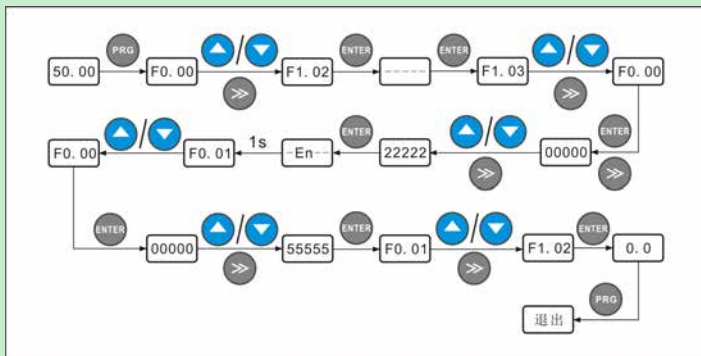 PRG ENTER ENTER
50.00 F0.00 F1.02 ----- F1.03 F0.00
1s ENTER ENTER
F0.00 F0.01 -En-- 22222 00000
ENTER ENTER ENTER
00000 55555 F0.01 F1.02 0.0
PRG
退出